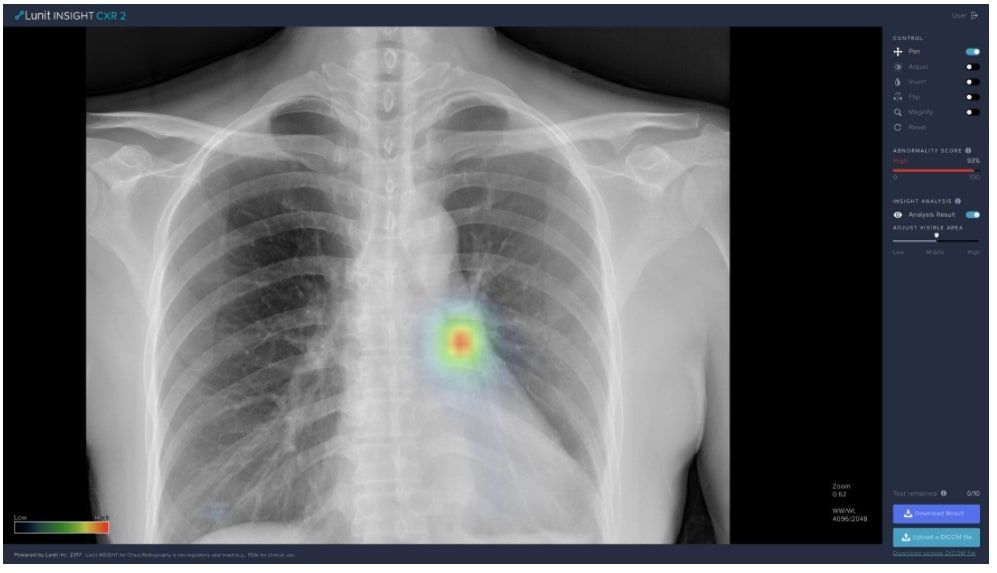 Lunit INSIGHT CXR 2
User
CONTROL
Pan
Adjust
Invert
Flip
Magnify
Reset
ABNORMALITY SCORE
High 93%
0 100
INSIGHT ANALYSIS
Analysis Result
ADJUST VISIBLE AREA
Low Middle High
Zoom
0.62
WW/WL
4096/2048
Low High
Test remained 0/10
Download Result
Upload a DICOM file
Download sample DICOM file
Powered by Lunit Inc. 2017 - Lunit INSIGHT for Chest Radiography is not regulatory approved (e.g., FDA) for clinical use.